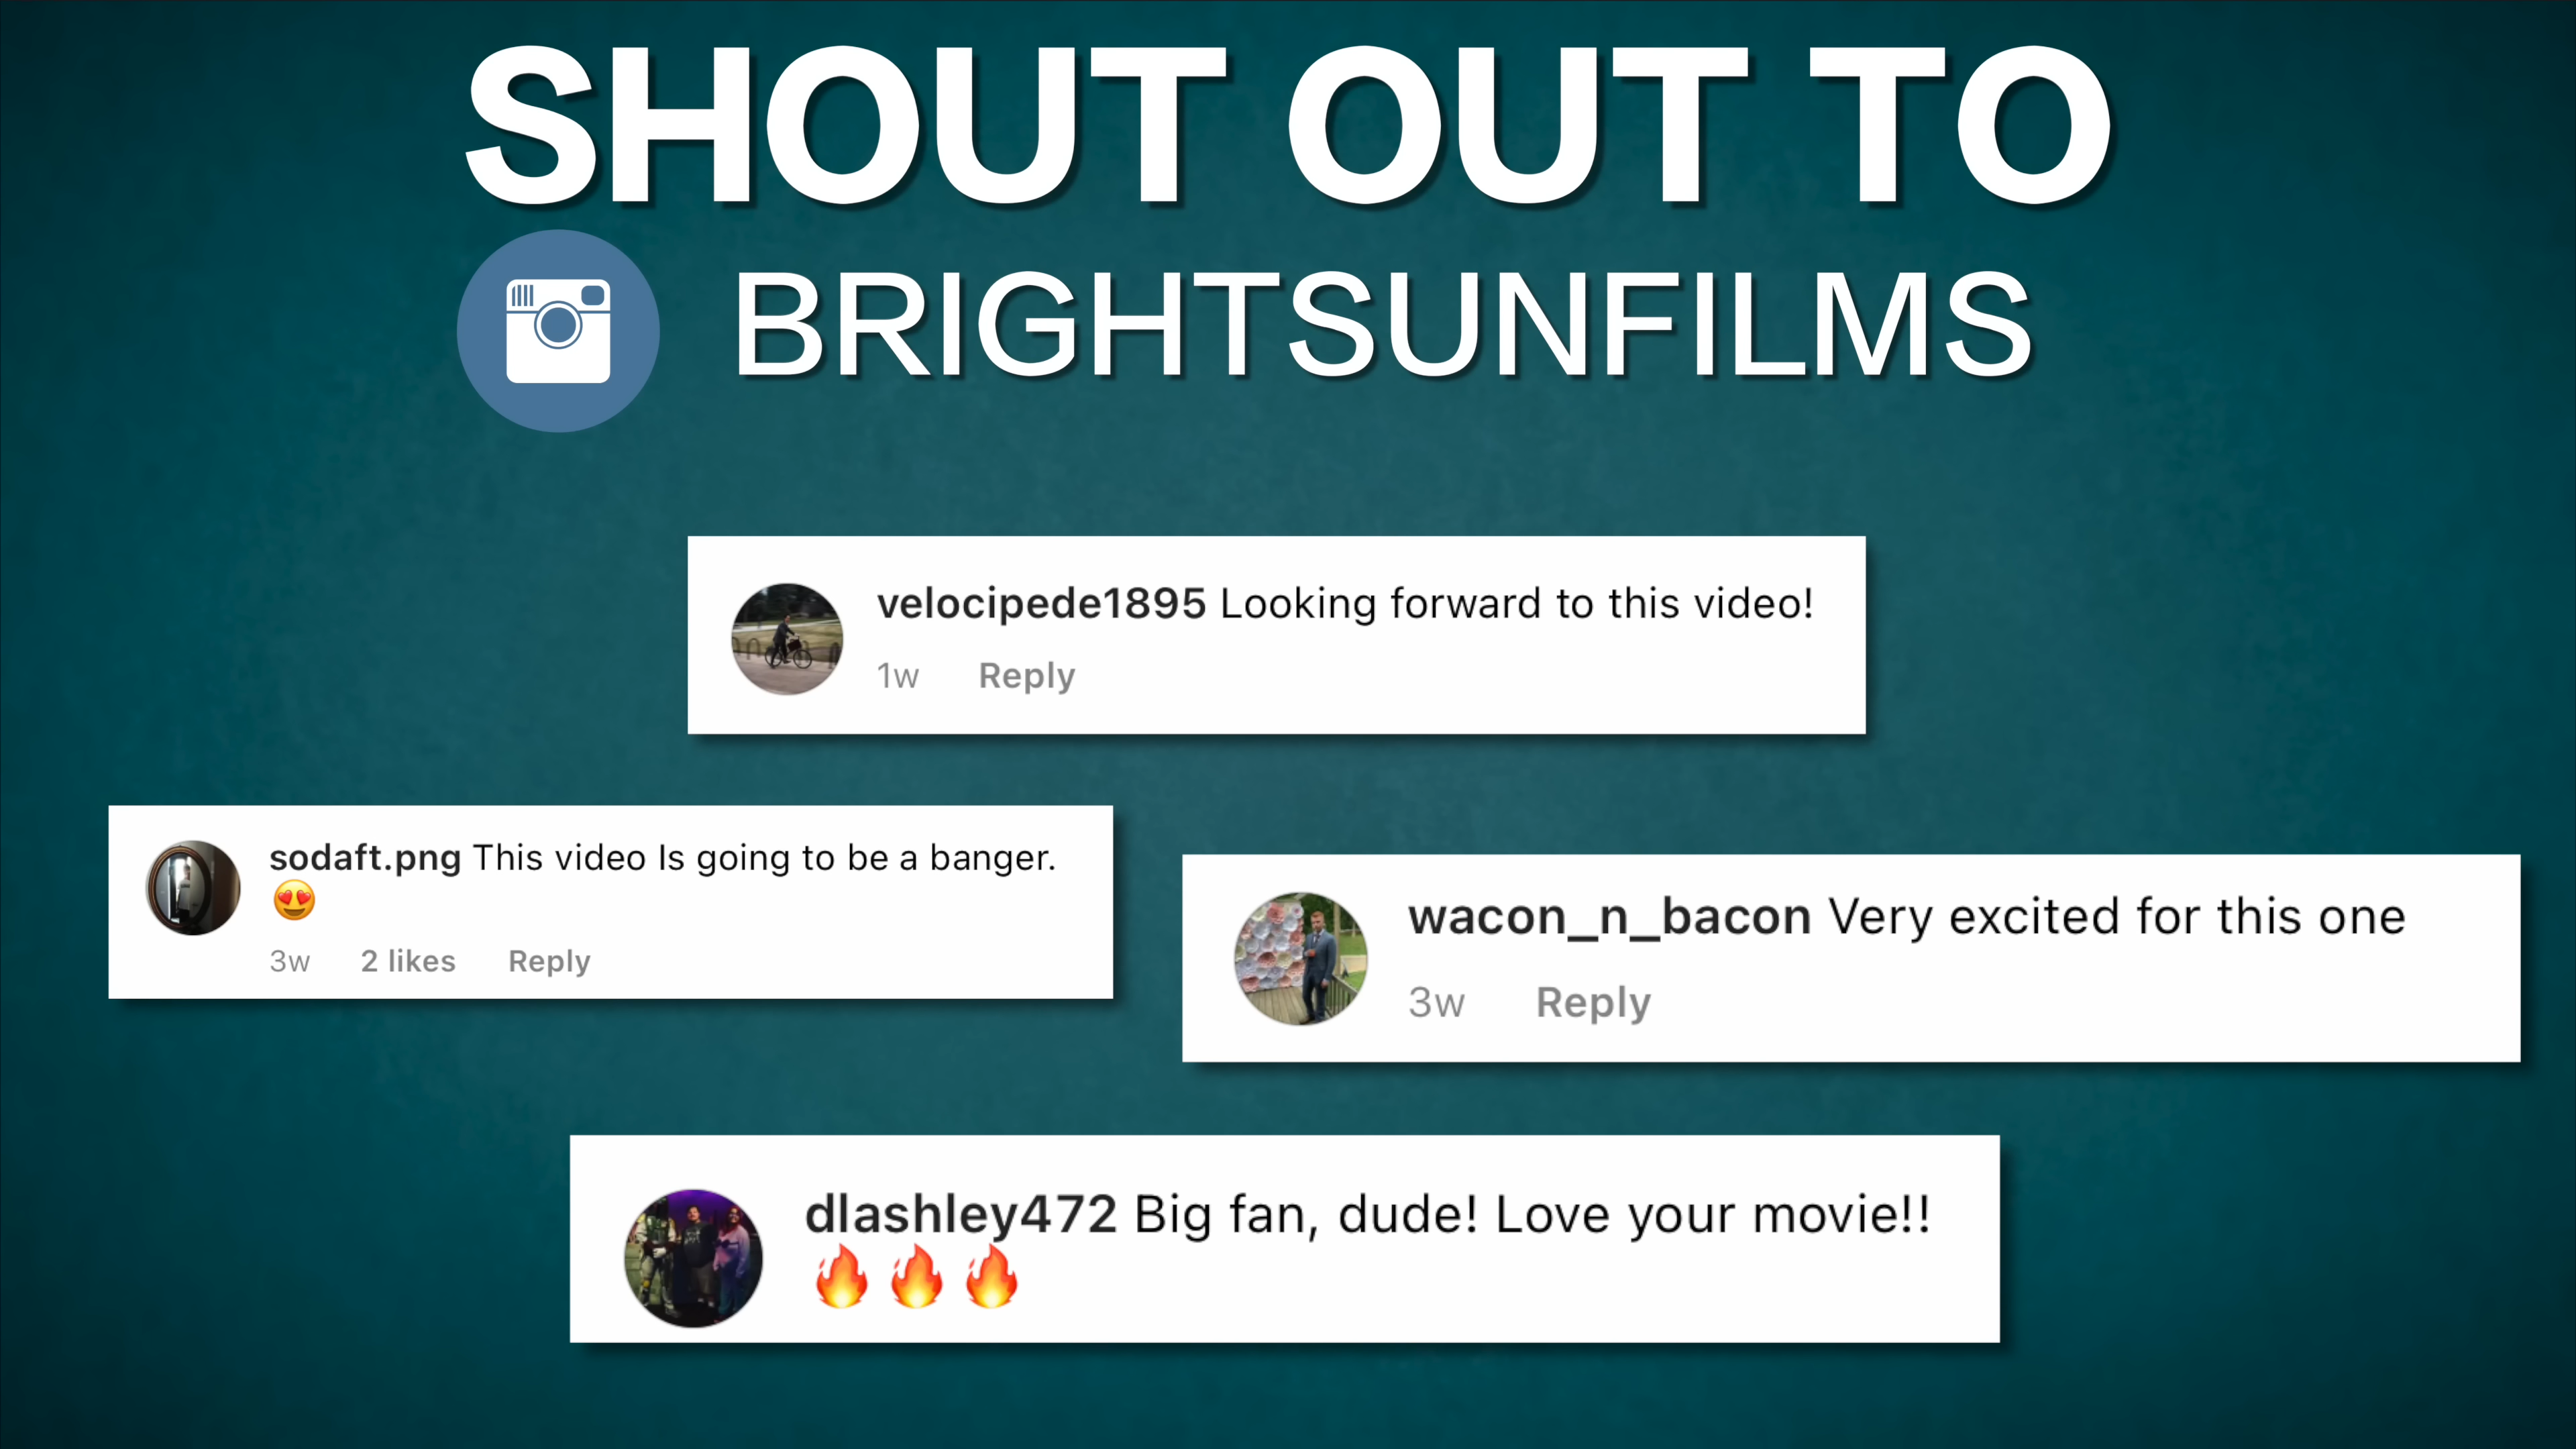 SHOUT OUT TO
BRIGHTSUNFILMS
velocipede1895 Looking forward to this video!
1w Reply
sodaft.png This video Is going to be a banger.
😍
3w 2 likes Reply
wacon_n_bacon Very excited for this one
3w Reply
dlashley472 Big fan, dude! Love your movie!!
🔥🔥🔥